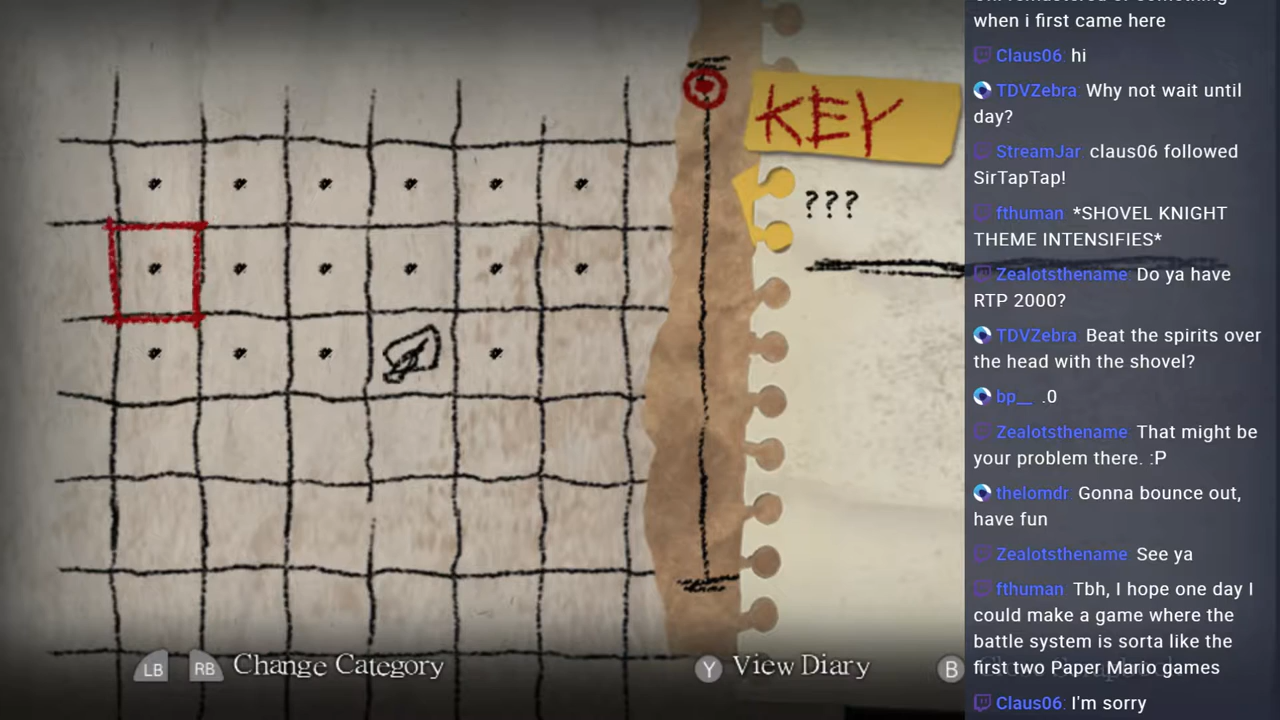 KEY
???
LB RB Change Category
Y View Diary
B
when i first came here
Claus06: hi
TDVZebra: Why not wait until
day?
StreamJar: claus06 followed
SirTapTap!
fthuman: *SHOVEL KNIGHT
THEME INTENSIFIES*
Zealotsthename: Do ya have
RTP 2000?
TDVZebra: Beat the spirits over
the head with the shovel?
bp__: .0
Zealotsthename: That might be
your problem there. :P
thelomdr: Gonna bounce out,
have fun
Zealotsthename: See ya
fthuman: Tbh, I hope one day I
could make a game where the
battle system is sorta like the
first two Paper Mario games
Claus06: I'm sorry